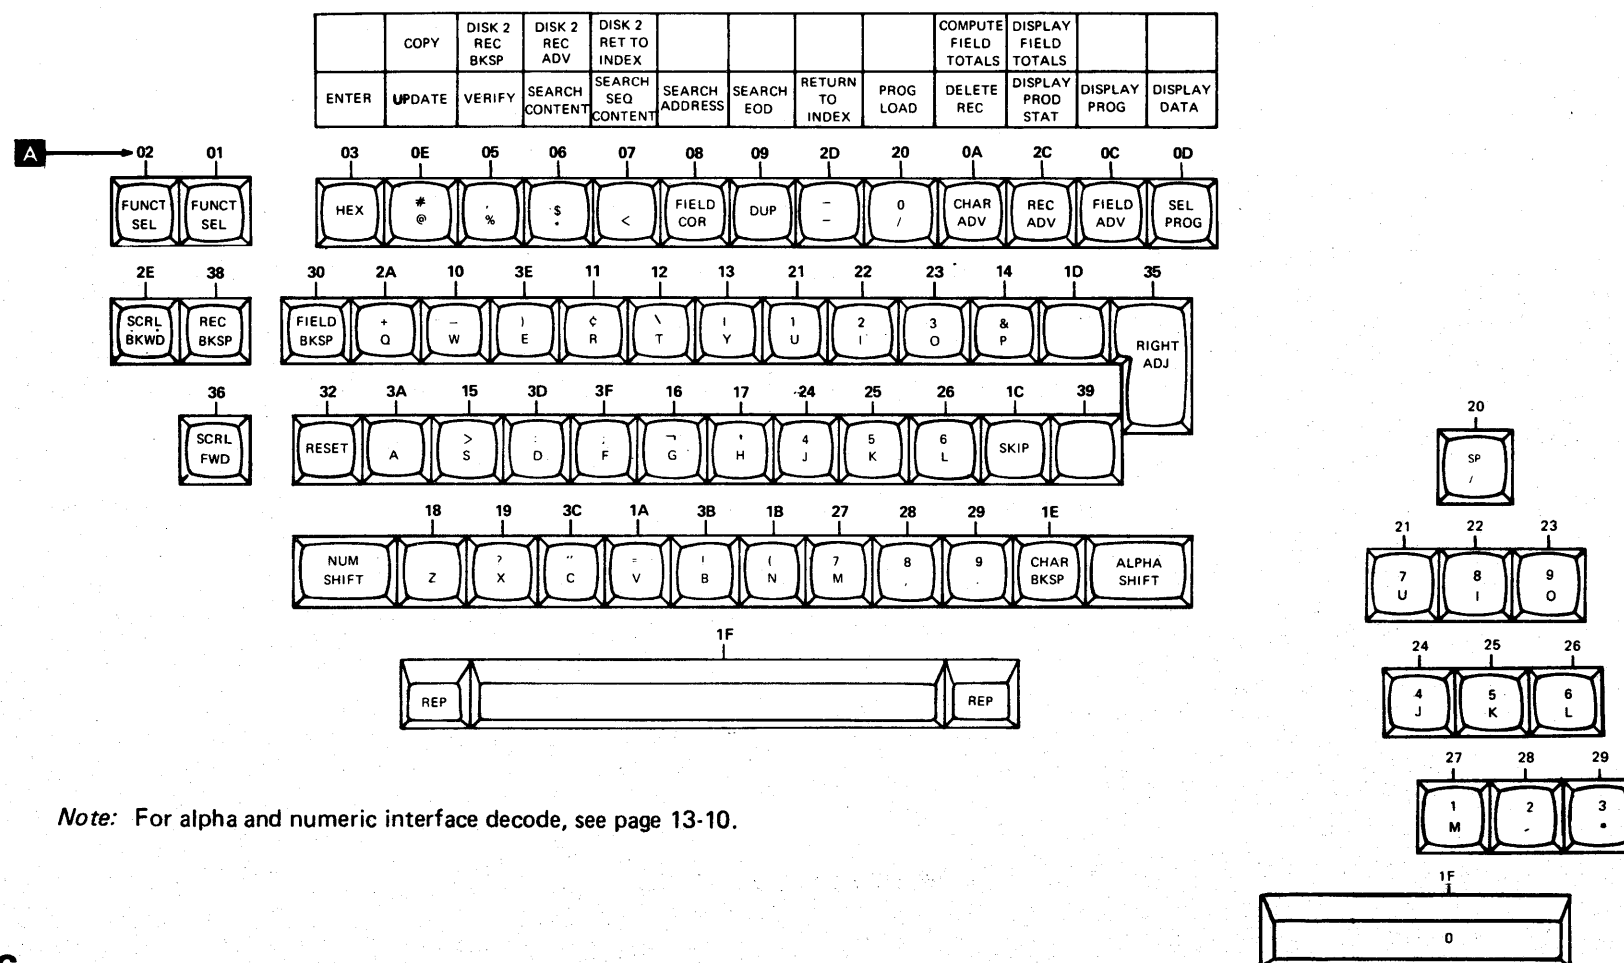 COPY
DISK 2 REC BKSP
DISK 2 REC ADV
DISK 2 RET TO INDEX
COMPUTE FIELD TOTALS
DISPLAY FIELD TOTALS
ENTER
UPDATE
VERIFY
SEARCH CONTENT
SEARCH SEQ CONTENT
SEARCH ADDRESS
SEARCH EOD
RETURN TO INDEX
PROG LOAD
DELETE REC
DISPLAY PROD STAT
DISPLAY PROG
DISPLAY DATA
A
02 01 03 0E 05 06 07 08 09 2D 20 0A 2C 0C 0D
FUNCT SEL
FUNCT SEL
HEX
# @
, %
$ .
<
FIELD COR
DUP
– –
0 /
CHAR ADV
REC ADV
FIELD ADV
SEL PROG
2E 38 30 2A 10 3E 11 12 13 21 22 23 14 1D 35
SCRL BKWD
REC BKSP
FIELD BKSP
+ Q
– W
) E
¢ R
\ T
| Y
1 U
2 I
3 O
& P
RIGHT ADJ
36 32 3A 15 3D 3F 16 17 24 25 26 1C 39
SCRL FWD
RESET
A
> S
: D
; F
¬ G
' H
4 J
5 K
6 L
SKIP
18 19 3C 1A 3B 1B 27 28 29 1E
NUM SHIFT
Z
? X
" C
= V
! B
( N
7 M
8 ,
9 .
CHAR BKSP
ALPHA SHIFT
1F
REP
REP
20
SP /
21 22 23
7 U
8 I
9 O
24 25 26
4 J
5 K
6 L
27 28 29
1 M
2 ,
3 .
1F
0
Note: For alpha and numeric interface decode, see page 13-10.